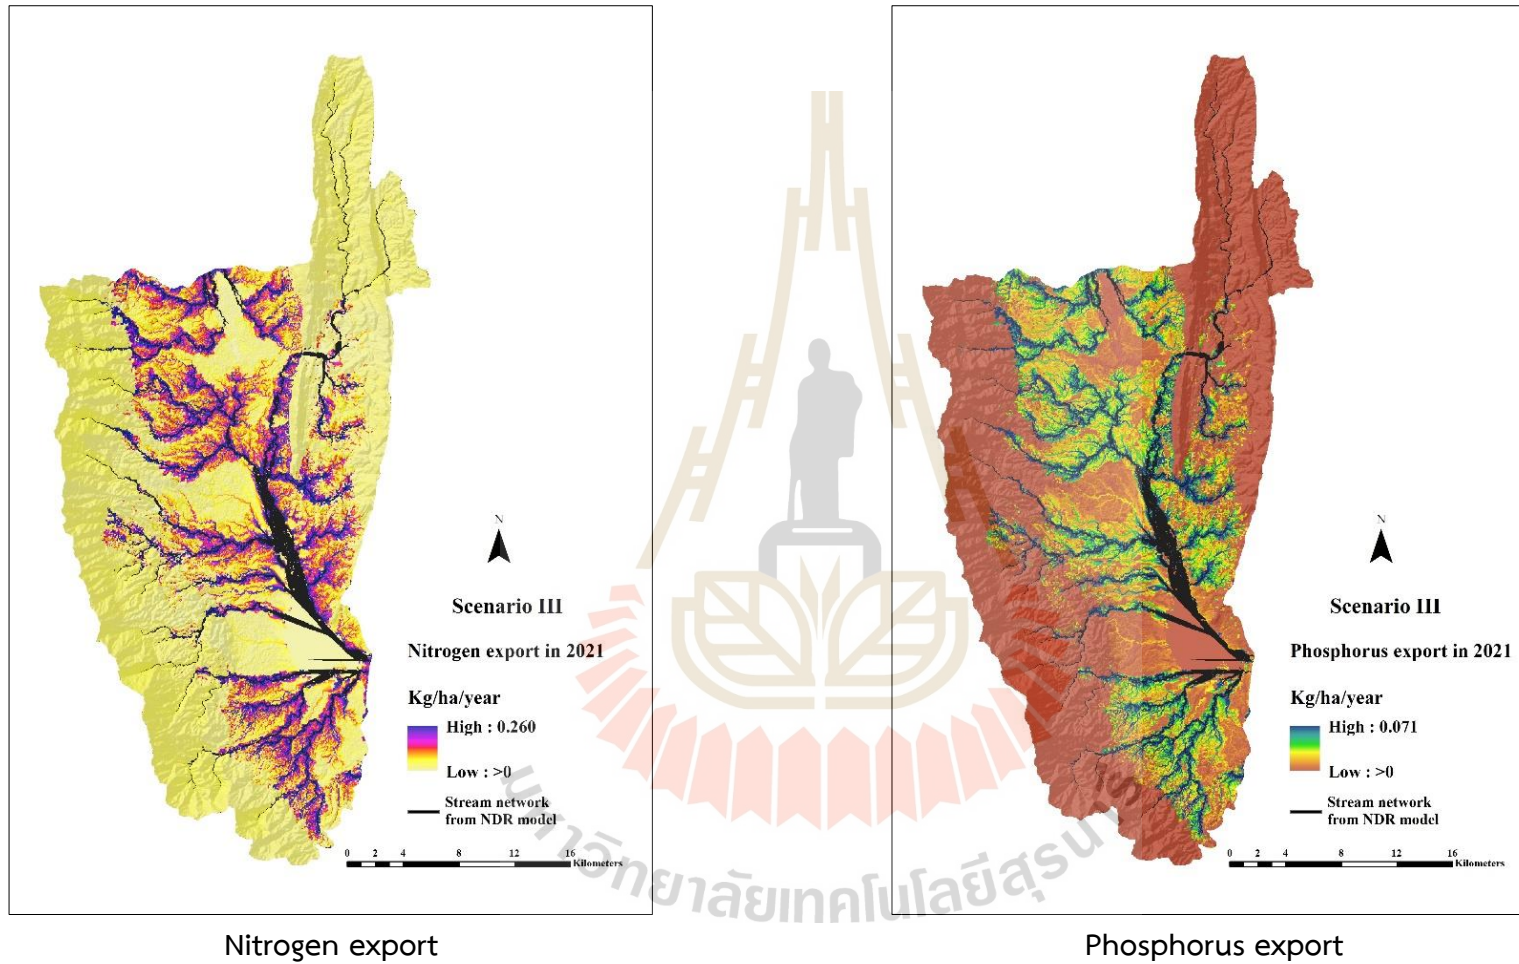 N
Scenario III
Nitrogen export in 2021
Kg/ha/year
High : 0.260
Low : >0
Stream network
from NDR model
0 2 4 8 12 16
Kilometers
Nitrogen export
N
Scenario III
Phosphorus export in 2021
Kg/ha/year
High : 0.071
Low : >0
Stream network
from NDR model
0 2 4 8 12 16
Kilometers
Phosphorus export
มหาวิทยาลัยเทคโนโลยีสุรนารี